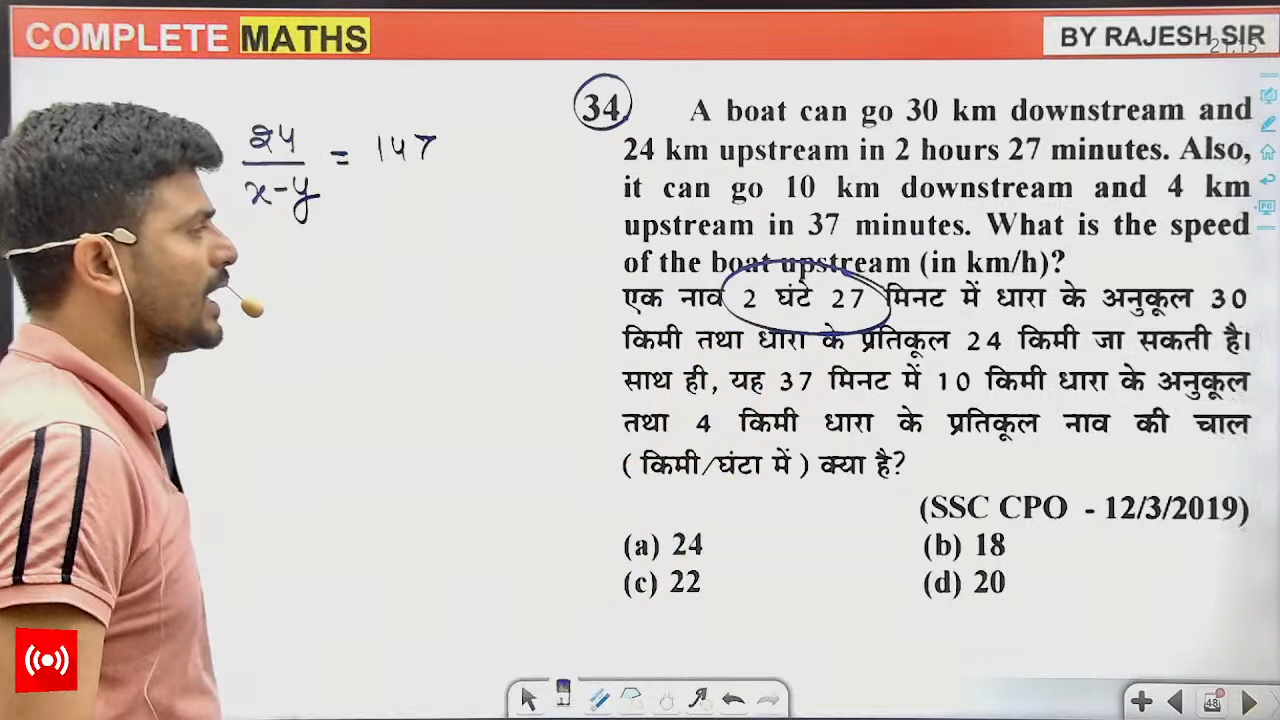 COMPLETE MATHS
BY RAJESH SIR
21:15
24
x-y = 147
34. A boat can go 30 km downstream and
24 km upstream in 2 hours 27 minutes. Also,
it can go 10 km downstream and 4 km
upstream in 37 minutes. What is the speed
of the boat upstream (in km/h)?
एक नाव 2 घंटे 27 मिनट में धारा के अनुकूल 30
किमी तथा धारा के प्रतिकूल 24 किमी जा सकती है।
साथ ही, यह 37 मिनट में 10 किमी धारा के अनुकूल
तथा 4 किमी धारा के प्रतिकूल नाव की चाल
(किमी/घंटा में) क्या है?
(SSC CPO - 12/3/2019)
(a) 24 (b) 18
(c) 22 (d) 20
48